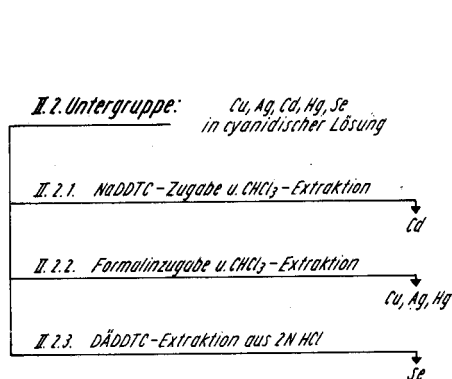 II.2. Untergruppe: Cu, Ag, Cd, Hg, Se
in cyanidischer Lösung
II.2.1. NaDDTC-Zugabe u. CHCl3-Extraktion
Cd
II.2.2. Formalinzugabe u. CHCl3-Extraktion
Cu, Ag, Hg
II.2.3. DÄDDTC-Extraktion aus 2N HCl
Se